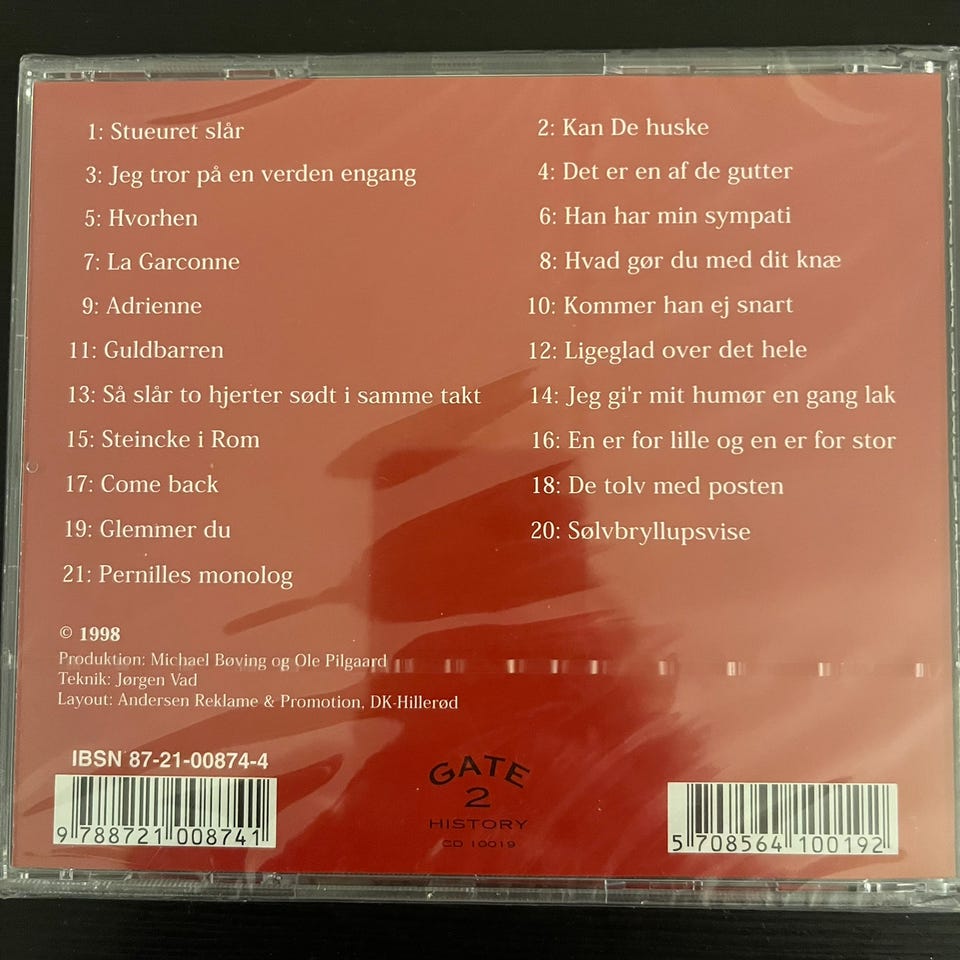 1: Stueuret slår
2: Kan De huske
3: Jeg tror på en verden engang
4: Det er en af de gutter
5: Hvorhen
6: Han har min sympati
7: La Garconne
8: Hvad gør du med dit knæ
9: Adrienne
10: Kommer han ej snart
11: Guldbarren
12: Ligeglad over det hele
13: Så slår to hjerter sødt i samme takt
14: Jeg gi'r mit humør en gang lak
15: Steincke i Rom
16: En er for lille og en er for stor
17: Come back
18: De tolv med posten
19: Glemmer du
20: Sølvbryllupsvise
21: Pernilles monolog
© 1998
Produktion: Michael Bøving og Ole Pilgaard
Teknik: Jørgen Vad
Layout: Andersen Reklame & Promotion, DK-Hillerød
IBSN 87-21-00874-4
9 788721 008741
GATE
2
HISTORY
CD 10019
5 708564 100192